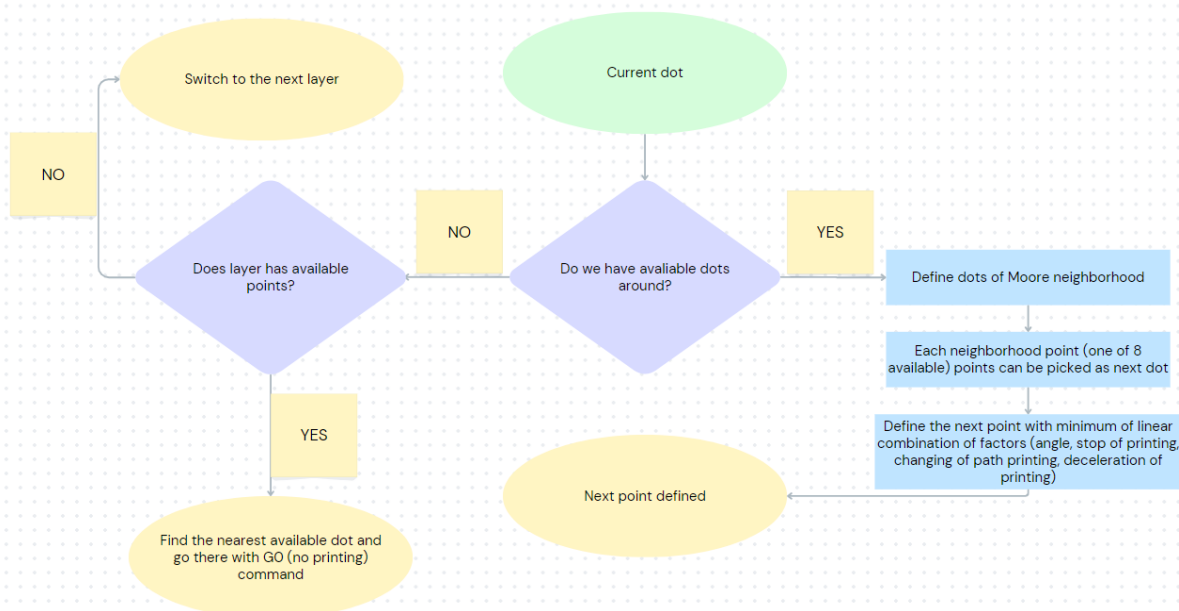 Switch to the next layer
Current dot
NO
NO
YES
Does layer has available
points?
Do we have avaliable dots
around?
Define dots of Moore neighborhood
Each neighborhood point (one of 8
available) points can be picked as next dot
YES
Define the next point with minimum of linear
combination of factors (angle, stop of printing,
changing of path printing, deceleration of
printing)
Next point defined
Find the nearest available dot and
go there with GO (no printing)
command